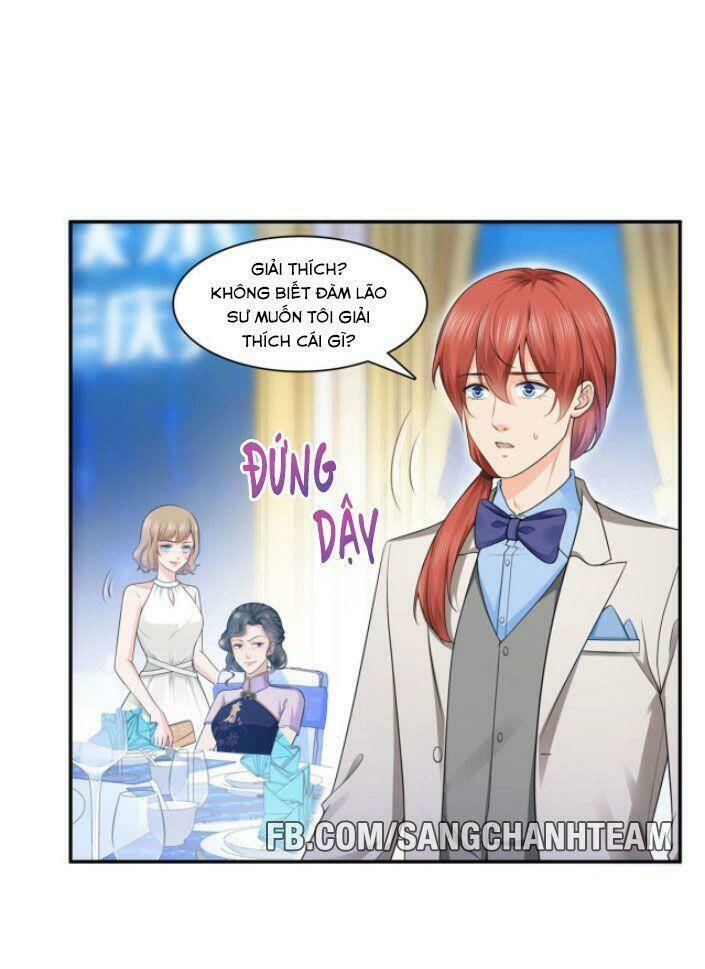 GIẢI THÍCH?
KHÔNG BIẾT ĐÀM LÃO
SƯ MUỐN TÔI GIẢI
THÍCH CÁI GÌ?
ĐỨNG
DẬY
FB.COM/SANGCHANHTEAM